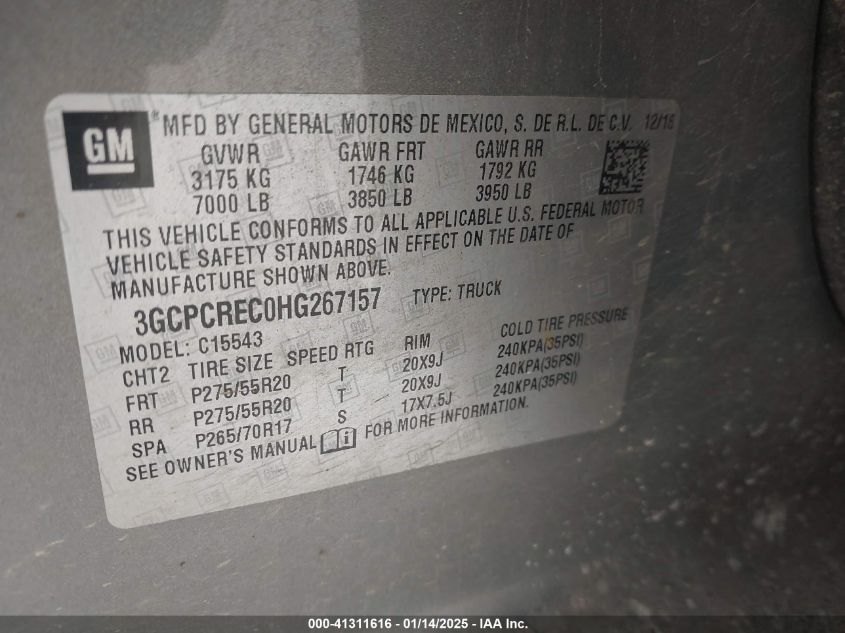 GM
*MFD BY GENERAL MOTORS DE MEXICO, S. DE R.L. DE C.V. 12/16
GVWR GAWR FRT GAWR RR
3175 KG 1746 KG 1792 KG
7000 LB 3850 LB 3950 LB
THIS VEHICLE CONFORMS TO ALL APPLICABLE U.S. FEDERAL MOTOR
VEHICLE SAFETY STANDARDS IN EFFECT ON THE DATE OF
MANUFACTURE SHOWN ABOVE.
3GCPCREC0HG267157 TYPE: TRUCK
MODEL: C15543
CHT2 TIRE SIZE SPEED RTG RIM COLD TIRE PRESSURE
FRT P275/55R20 T 20X9J 240KPA(35PSI)
RR P275/55R20 T 20X9J 240KPA(35PSI)
SPA P265/70R17 S 17X7.5J 240KPA(35PSI)
SEE OWNER'S MANUAL FOR MORE INFORMATION.
000-41311616 - 01/14/2025 - IAA Inc.